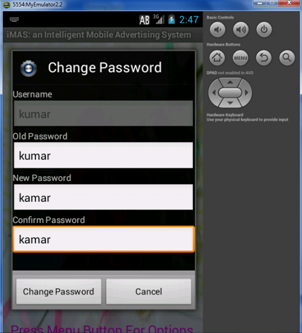 5554:MyEmulator2.2
AB 3G 2:47
iMAS: an Intelligent Mobile Advertising System
Change Password
Username
kumar
Old Password
kumar
New Password
kamar
Confirm Password
kamar
Change Password Cancel
Press Menu Button For Options
Basic Controls
Hardware Buttons
MENU
DPAD not enabled in AVD
Hardware Keyboard
Use your physical keyboard to provide input